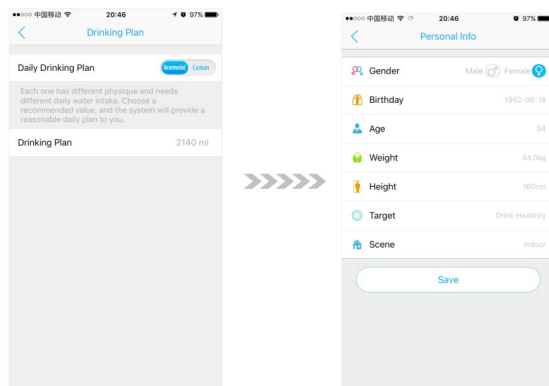 中国移动 20:46 97%
Drinking Plan
Daily Drinking Plan
Recommended Custom
Each one has different physique and needs
different daily water intake. Choose a
recommended value, and the system will provide a
reasonable daily plan to you.
Drinking Plan 2140 ml
中国移动 20:46 97%
Personal Info
Gender Male Female
Birthday 1982-06-18
Age 34
Weight 44.0kg
Height 160cm
Target Drink Healthily
Scene Indoor
Save